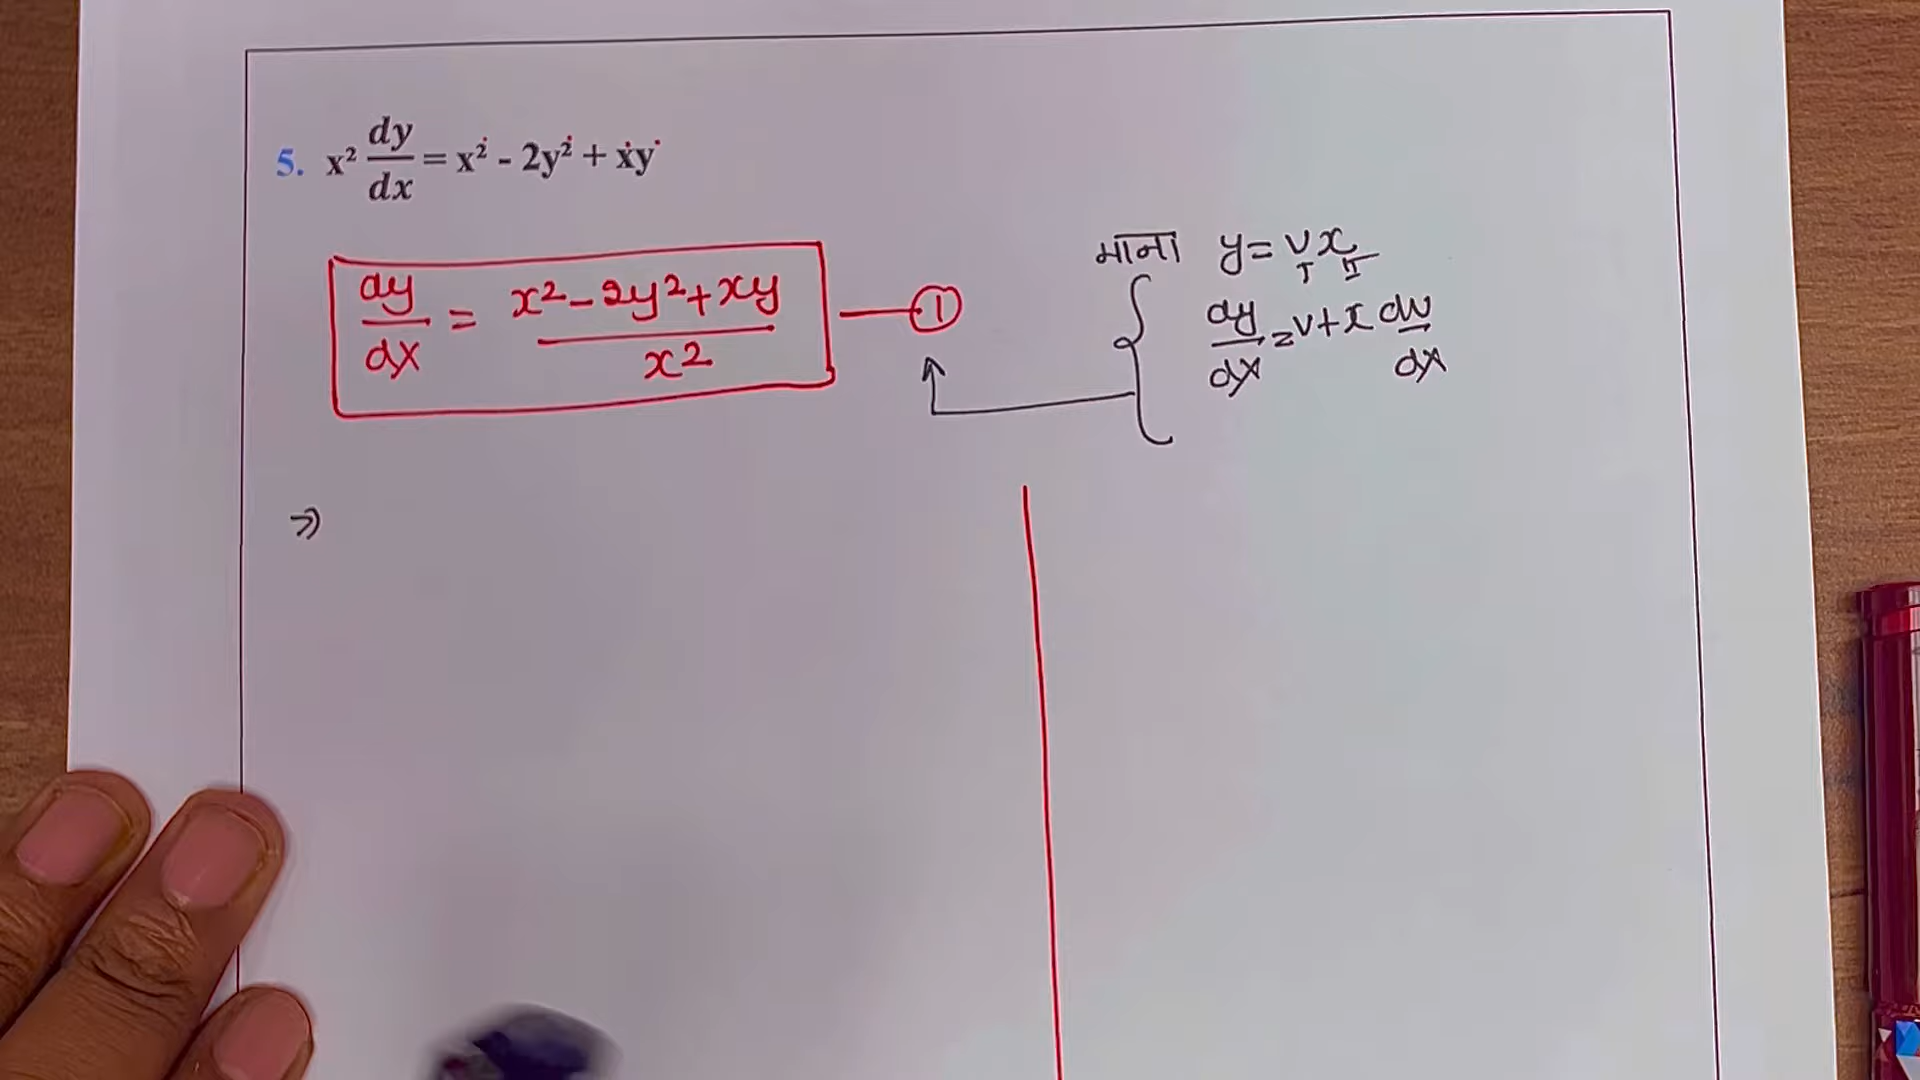 5. x² dy/dx = x² - 2y² + xy
dy/dx = x² - 2y² + xy / x² — ①
माना y = vx
I II
dy/dx = v + x dv/dx
⇒